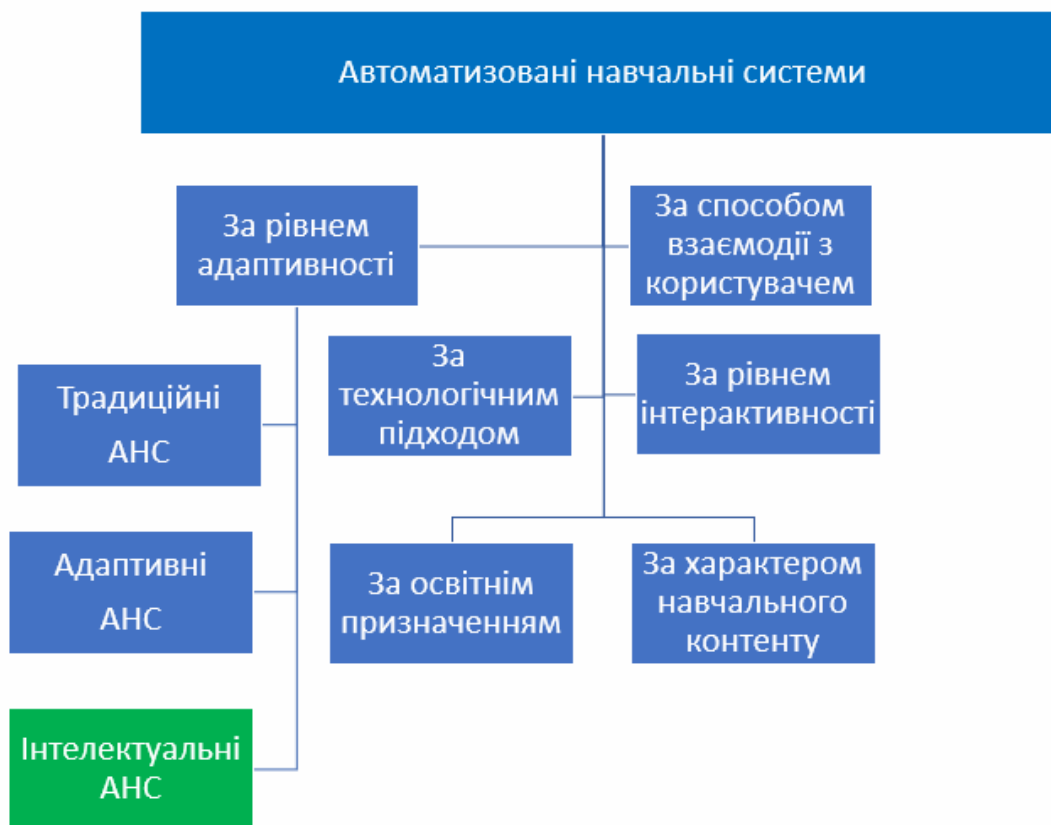 Автоматизовані навчальні системи
За рівнем
адаптивності
За способом
взаємодії з
користувачем
За
технологічним
підходом
За рівнем
інтерактивності
Традиційні
АНС
Адаптивні
АНС
За освітнім
призначенням
За характером
навчального
контенту
Інтелектуальні
АНС